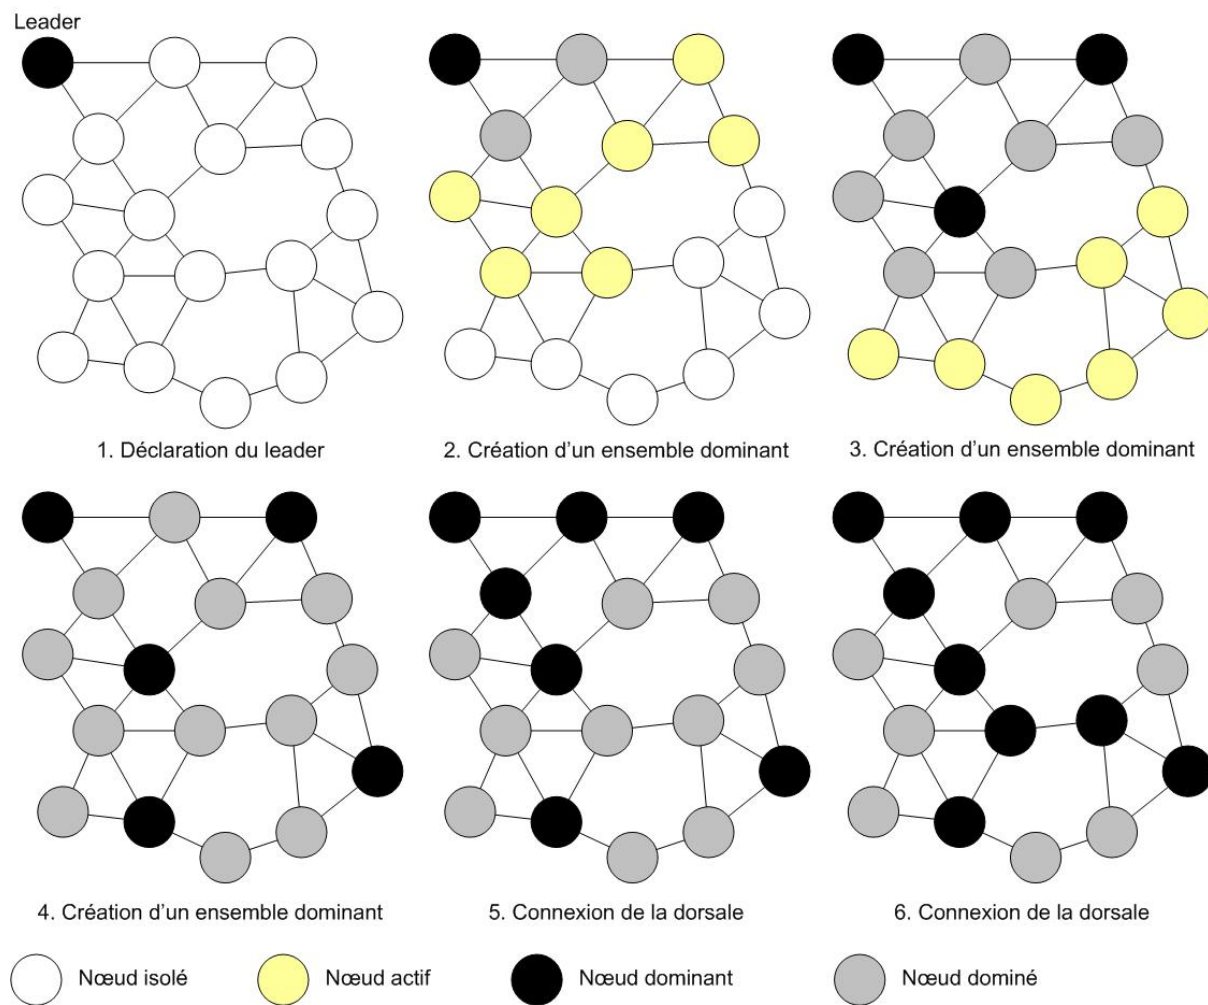 Leader
1. Déclaration du leader
2. Création d'un ensemble dominant
3. Création d'un ensemble dominant
4. Création d'un ensemble dominant
5. Connexion de la dorsale
6. Connexion de la dorsale
Nœud isolé
Nœud actif
Nœud dominant
Nœud dominé